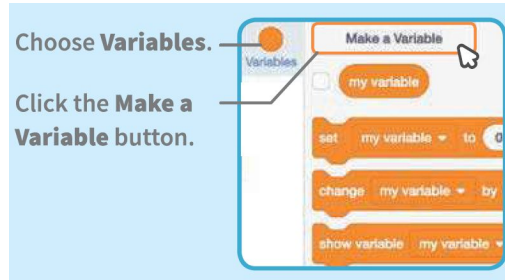 Choose Variables.
Click the Make a
Variable button.
Variables
Make a Variable
my variable
set my variable to 0
change my variable by
show variable my variable